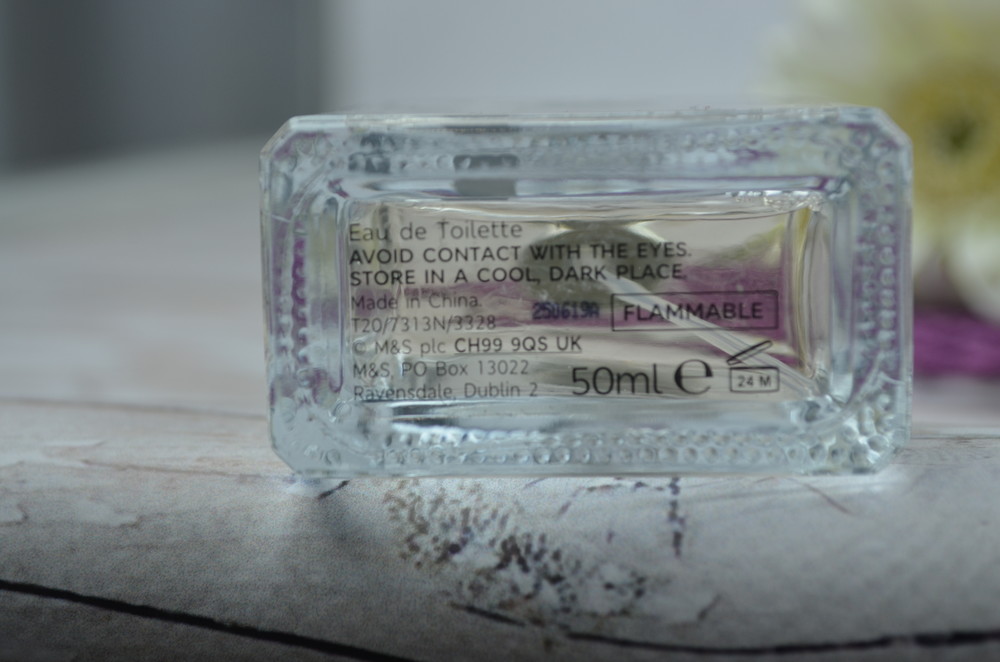 Eau de Toilette
AVOID CONTACT WITH THE EYES.
STORE IN A COOL, DARK PLACE
Made in China.
FLAMMABLE
T20/7313N/3328
© M&S plc CH99 9QS UK
M&S PO Box 13022
Ravensdale, Dublin 2
50ml e
24 M